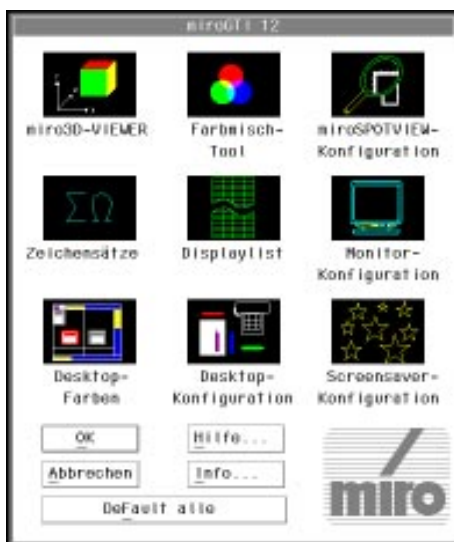 miroGTI 12
miro3D-VIEWER
Farbmisch-
Tool
miroSPOTVIEW-
Konfiguration
Zeichensätze
Displaylist
Monitor-
Konfiguration
Desktop-
Farben
Desktop-
Konfiguration
Screensaver-
Konfiguration
OK
Hilfe...
Abbrechen
Info...
DeFault alle
miro